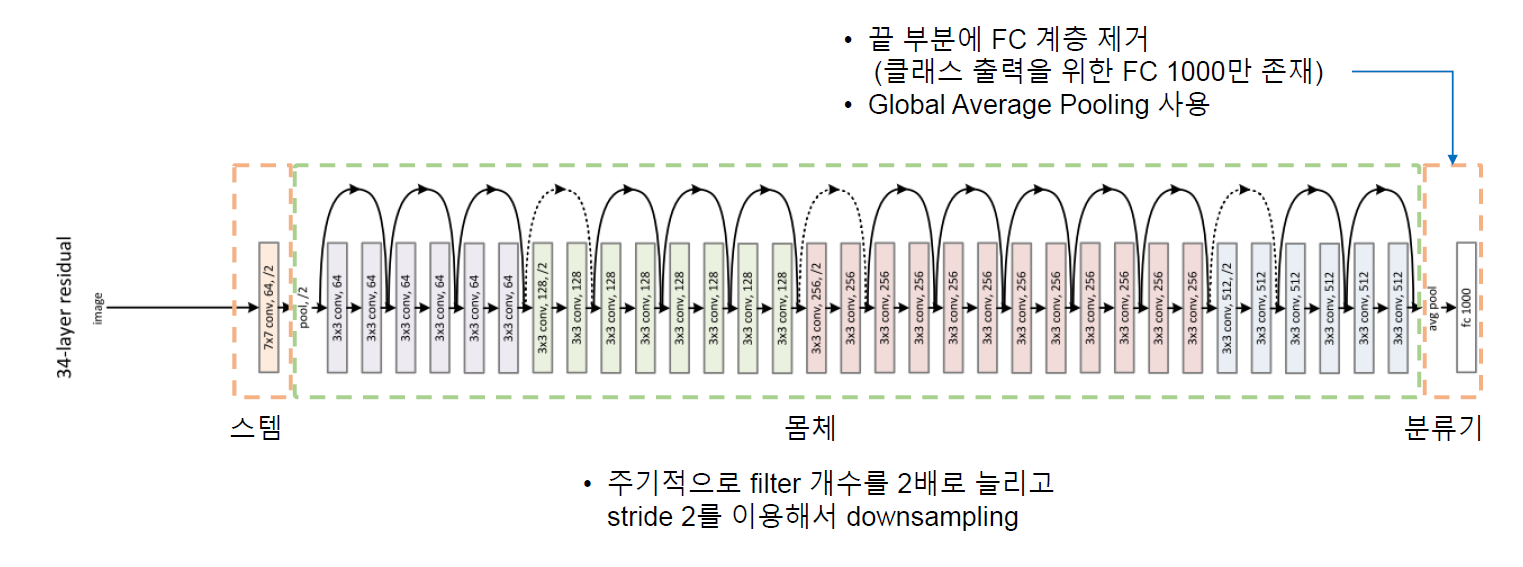 • 끝 부분에 FC 계층 제거
(클래스 출력을 위한 FC 1000만 존재)
• Global Average Pooling 사용
34-layer residual
image
7x7 conv, 64, /2
pool, /2
3x3 conv, 64
3x3 conv, 64
3x3 conv, 64
3x3 conv, 64
3x3 conv, 64
3x3 conv, 64
3x3 conv, 128, /2
3x3 conv, 128
3x3 conv, 128
3x3 conv, 128
3x3 conv, 128
3x3 conv, 128
3x3 conv, 128
3x3 conv, 128
3x3 conv, 256, /2
3x3 conv, 256
3x3 conv, 256
3x3 conv, 256
3x3 conv, 256
3x3 conv, 256
3x3 conv, 256
3x3 conv, 256
3x3 conv, 256
3x3 conv, 256
3x3 conv, 256
3x3 conv, 256
3x3 conv, 512, /2
3x3 conv, 512
3x3 conv, 512
3x3 conv, 512
3x3 conv, 512
3x3 conv, 512
avg pool
fc 1000
스템
몸체
분류기
• 주기적으로 filter 개수를 2배로 늘리고
stride 2를 이용해서 downsampling